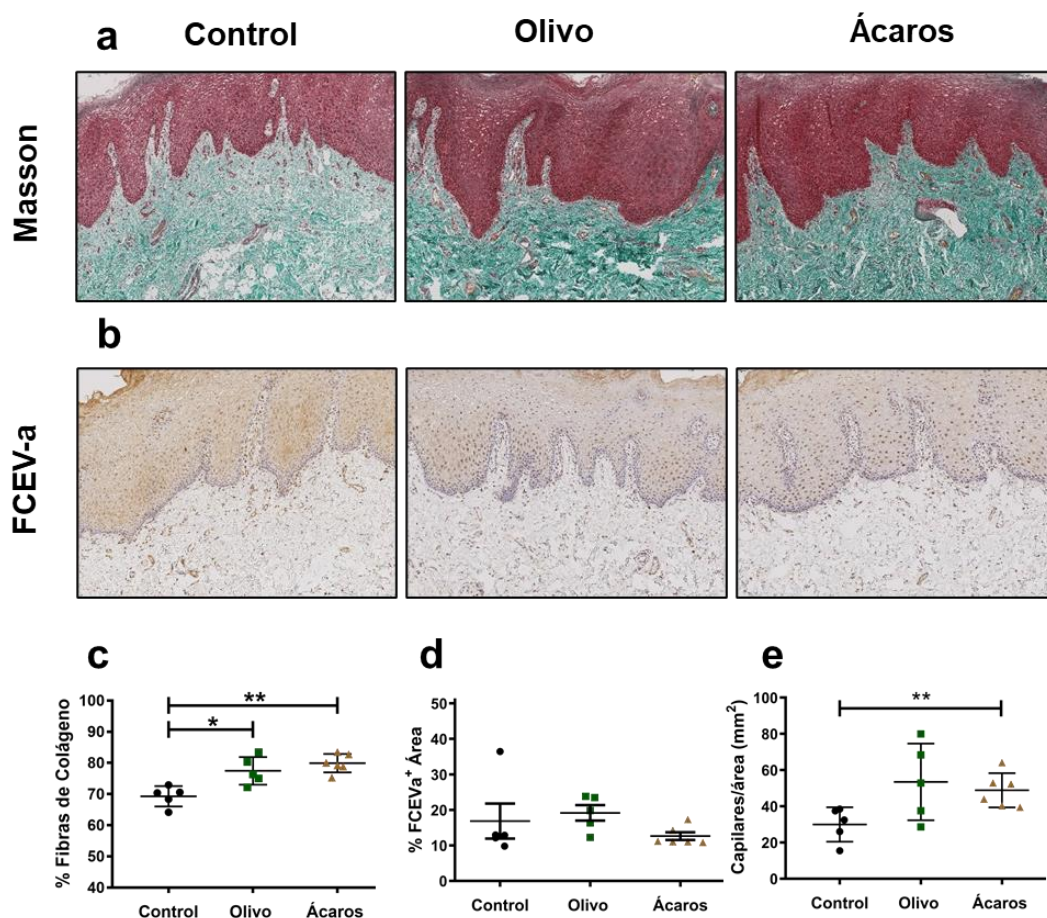 a
Control Olivo Ácaros
Massson
b
FCEV-a
c
% Fibras de Colágeno
100
90
80
70
60
50
40
**
*
Control Olivo Ácaros
d
% FCEVa⁺ Área
50
40
30
20
10
0
Control Olivo Ácaros
e
Capilares/área (mm²)
100
80
60
40
20
0
**
Control Olivo Ácaros